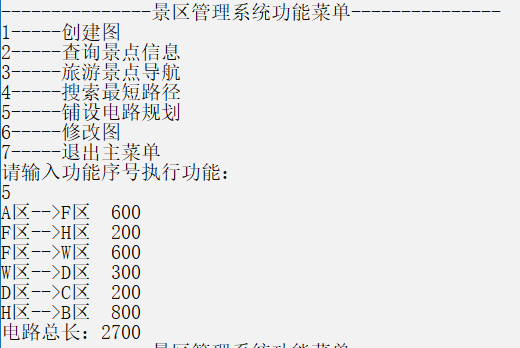 ---------------景区管理系统功能菜单---------------
1-----创建图
2-----查询景点信息
3-----旅游景点导航
4-----搜索最短路径
5-----铺设电路规划
6-----修改图
7-----退出主菜单
请输入功能序号执行功能：
5
A区-->F区  600
F区-->H区  200
F区-->W区  600
W区-->D区  300
D区-->C区  200
H区-->B区  800
电路总长：2700